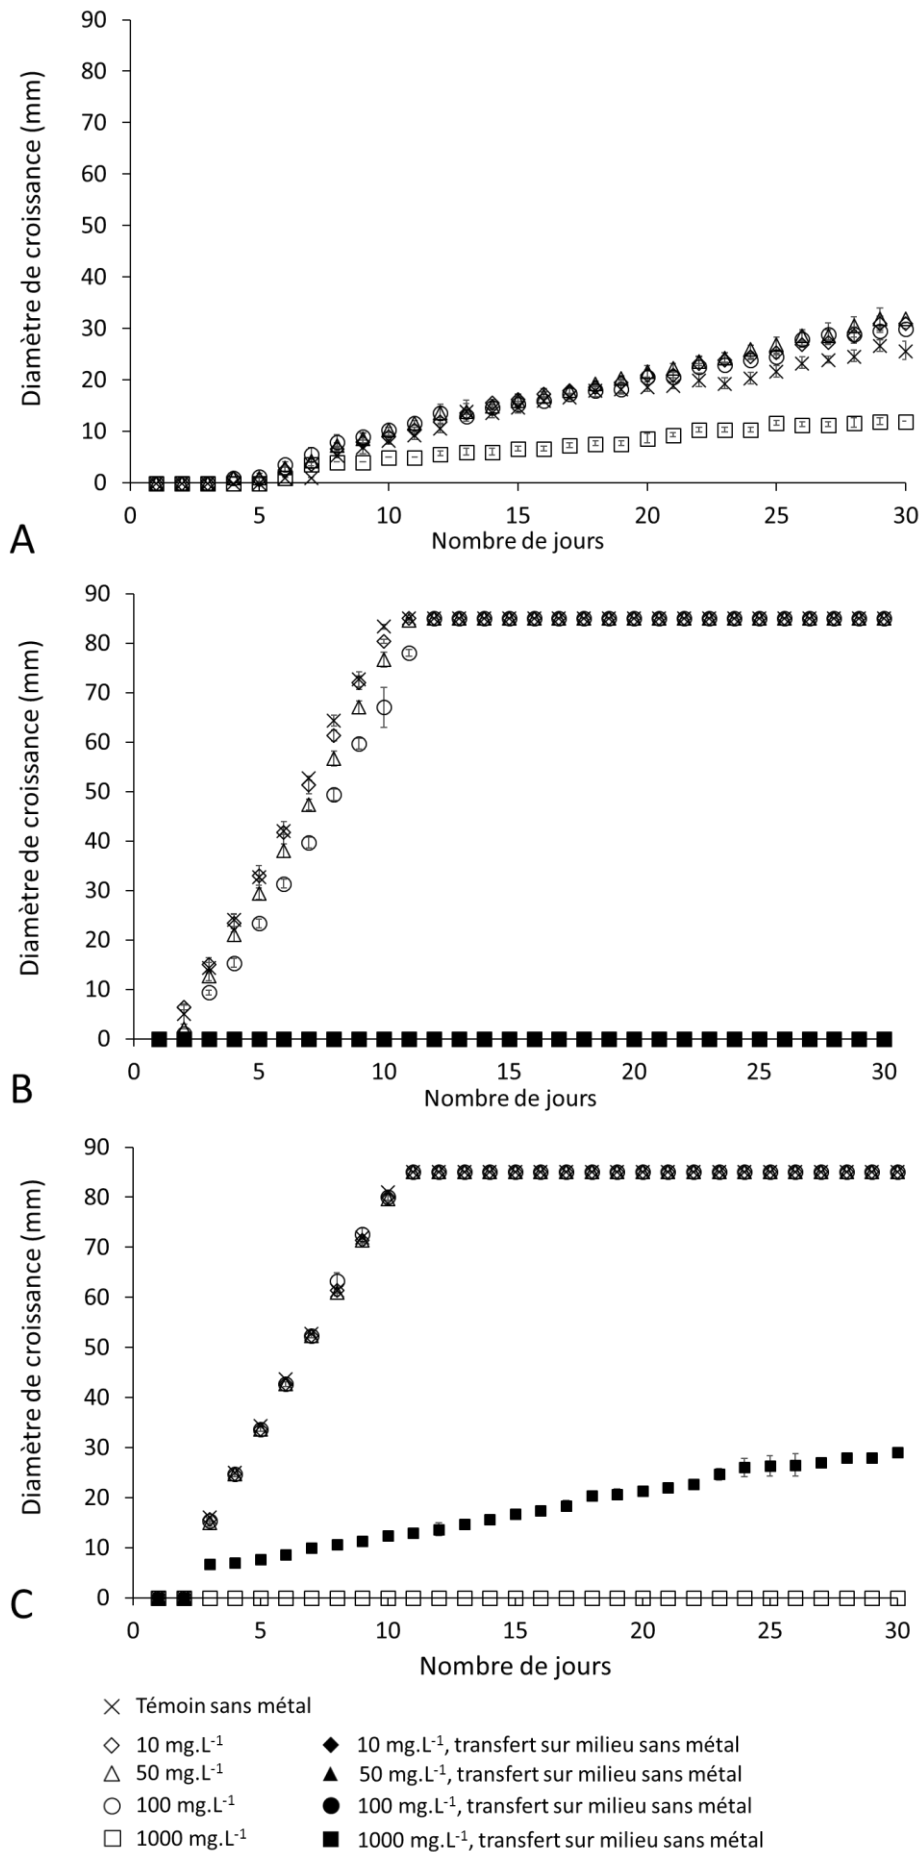 90
80
70
60
50
40
30
20
10
0
Diamètre de croissance (mm)
0 5 10 15 20 25 30
Nombre de jours
A
90
80
70
60
50
40
30
20
10
0
Diamètre de croissance (mm)
0 5 10 15 20 25 30
Nombre de jours
B
90
80
70
60
50
40
30
20
10
0
Diamètre de croissance (mm)
0 5 10 15 20 25 30
Nombre de jours
C
Témoin sans métal
10 mg.L⁻¹ 10 mg.L⁻¹, transfert sur milieu sans métal
50 mg.L⁻¹ 50 mg.L⁻¹, transfert sur milieu sans métal
100 mg.L⁻¹ 100 mg.L⁻¹, transfert sur milieu sans métal
1000 mg.L⁻¹ 1000 mg.L⁻¹, transfert sur milieu sans métal